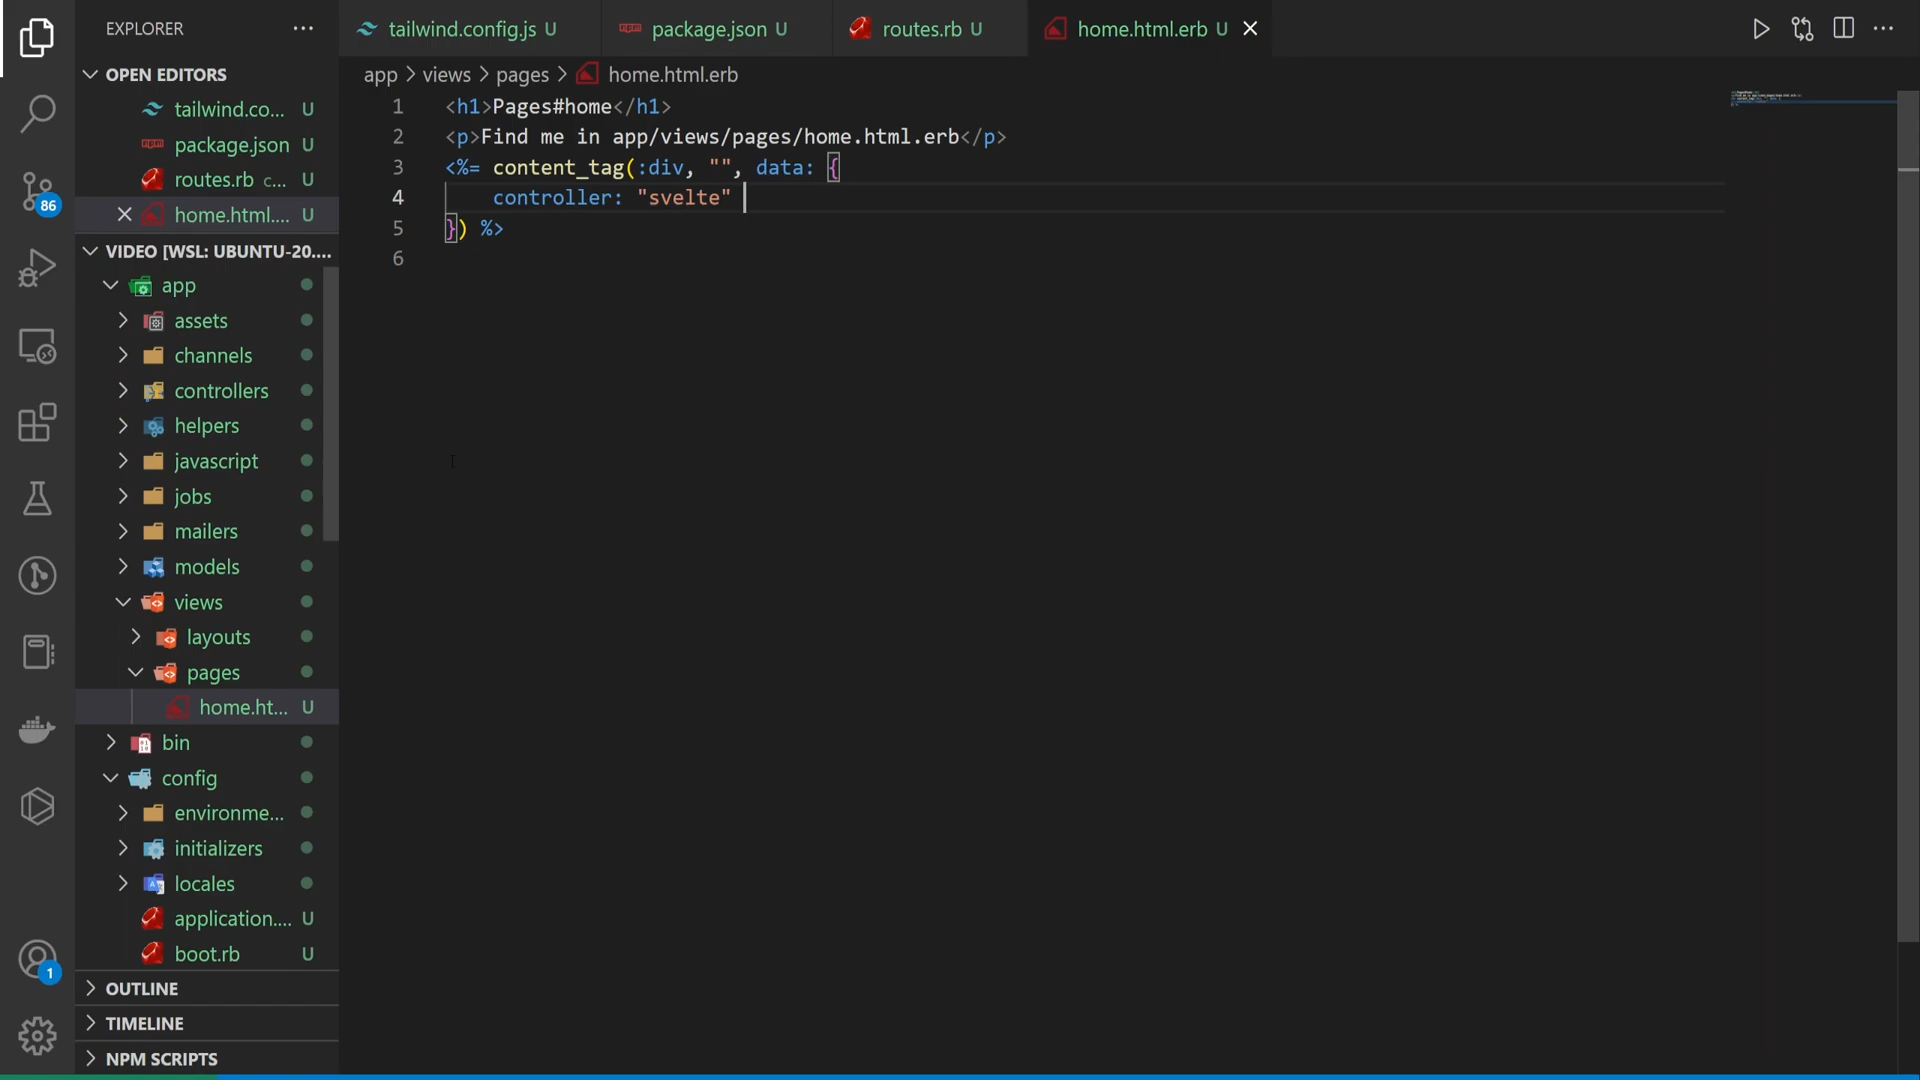 EXPLORER
OPEN EDITORS
tailwind.co... U
package.json U
routes.rb c... U
home.html.... U
VIDEO [WSL: UBUNTU-20....
app
assets
channels
controllers
helpers
javascript
jobs
mailers
models
views
layouts
pages
home.ht... U
bin
config
environme...
initializers
locales
application.... U
boot.rb U
OUTLINE
TIMELINE
NPM SCRIPTS
86
1
tailwind.config.js U
package.json U
routes.rb U
home.html.erb U
app > views > pages > home.html.erb
1 <h1>Pages#home</h1>
2 <p>Find me in app/views/pages/home.html.erb</p>
3 <%= content_tag(:div, "", data: {
4 controller: "svelte"
5 }) %>
6